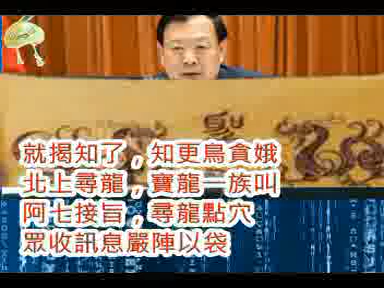 就揭知了，知更鳥貪娥
北上尋龍，寶龍一族叫
阿七接旨，尋龍點穴
眾收訊息嚴陣以袋